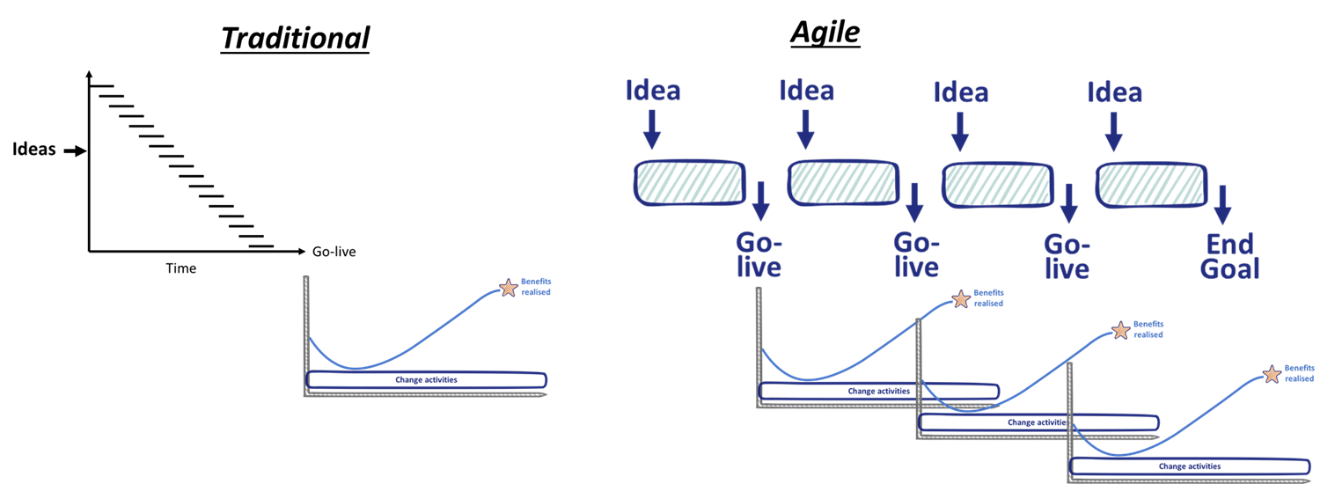 Traditional
Agile
Ideas
Go-live
Time
Benefits
realised
Change activities
Idea
Idea
Idea
Idea
Go-
live
Go-
live
Go-
live
End
Goal
Benefits
realised
Change activities
Benefits
realised
Change activities
Benefits
realised
Change activities